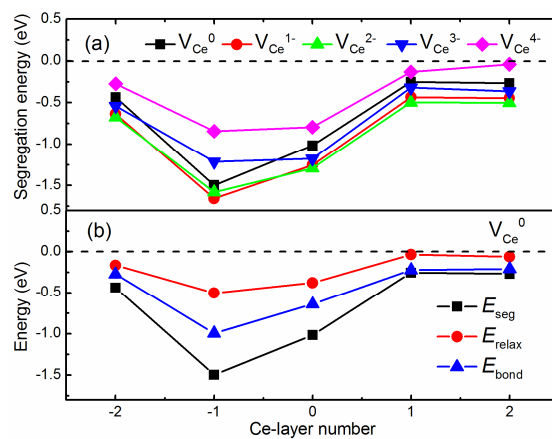 (a)
V_Ce^0 V_Ce^1- V_Ce^2- V_Ce^3- V_Ce^4-
Segregation energy (eV)
0.5
0.0
-0.5
-1.0
-1.5
(b)
V_Ce^0
Energy (eV)
0.5
0.0
-0.5
-1.0
-1.5
E_seg
E_relax
E_bond
-2 -1 0 1 2
Ce-layer number